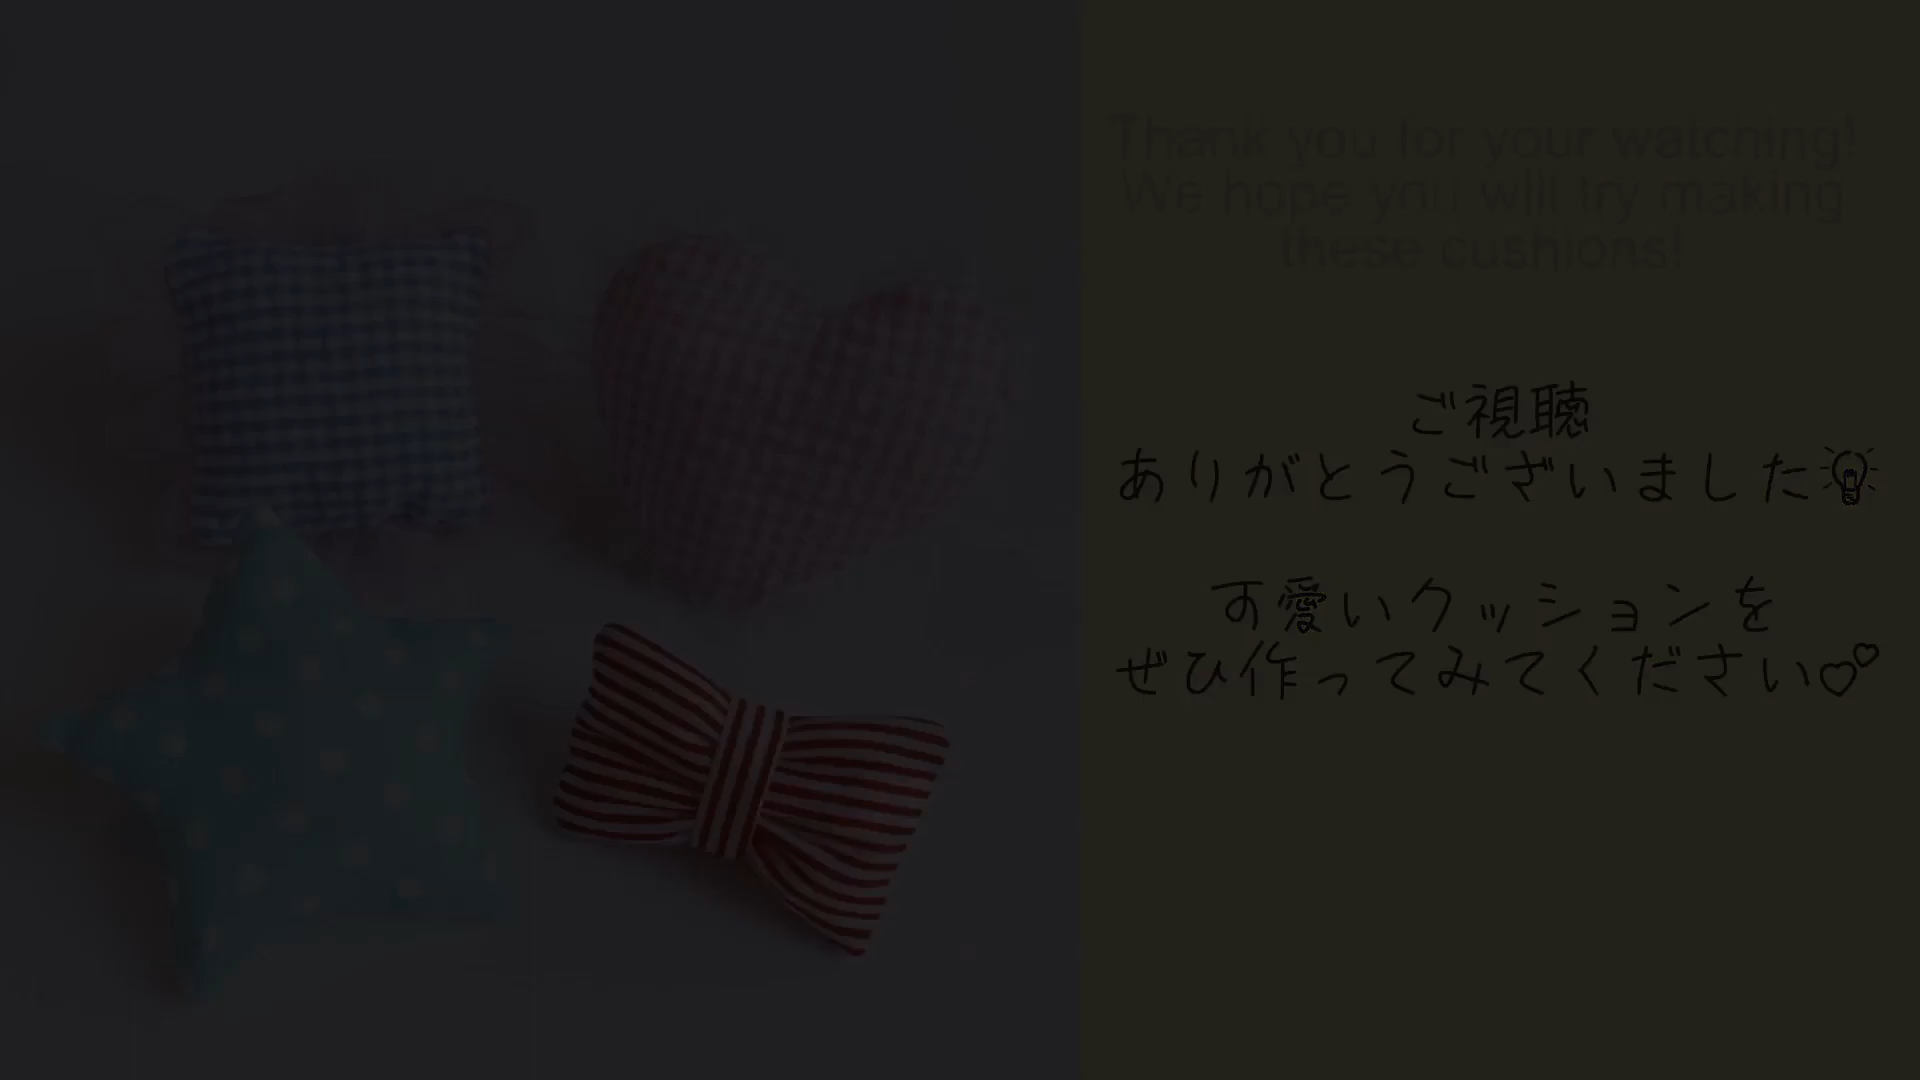 Thank you for your watching!
We hope you will try making
these cushions!
ご視聴
ありがとうございました
可愛いクッションを
ぜひ作ってみてください♡♡